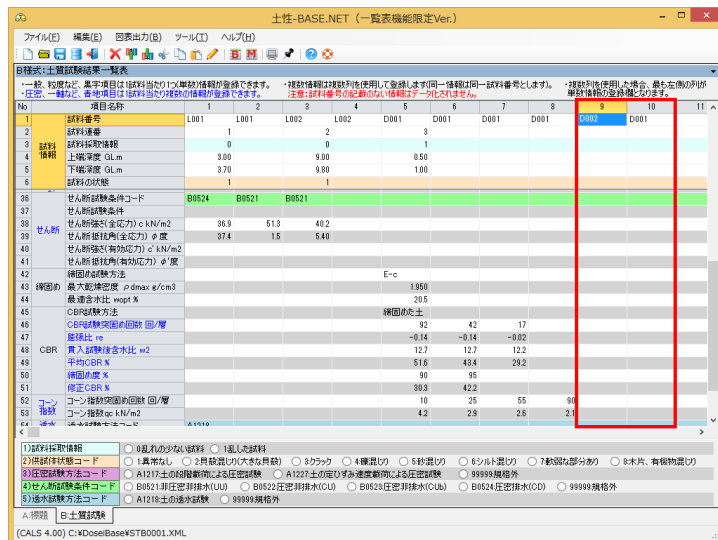 土性-BASE.NET（一覧表機能限定Ver.）
ファイル(F) 編集(E) 図表出力(B) ツール(T) ヘルプ(H)
B様式:土質試験結果一覧表
・一般、粒度など、黒字項目は1試料当たり1つ(単数)情報が登録できます。 ・複数情報は複数列を使用して登録します(同一情報は同一試料番号とします)。 ・複数列を使用した場合、最も左側の列が
・圧密、一軸など、青地項目は1試料当たり複数の情報が登録できます。 注意:試料番号の記載のない情報はデータ化されません。 単数情報の登録欄となります。
No 項目名称 1 2 3 4 5 6 7 8 9 10 11
試料情報
1 試料番号 L001 L001 L002 L002 D001 D001 D001 D001 D002 D001
2 試料連番 1 2 3
3 試料採取情報 0 0 1
4 上端深度 GL.m 3.00 9.00 0.50
5 下端深度 GL.m 3.70 9.80 1.00
6 試料の状態 1 1
せん断
36 せん断試験条件コード B0524 B0521 B0521
37 せん断試験条件
38 せん断強さ(全応力) c kN/m2 36.9 51.3 40.2
39 せん断抵抗角(全応力) φ 度 37.4 1.5 5.40
40 せん断強さ(有効応力) c' kN/m2
41 せん断抵抗角(有効応力) φ'度
締固め
42 締固め試験方法 E-c
43 最大乾燥密度 ρdmax g/cm3 1.950
44 最適含水比 wopt % 20.5
CBR
45 CBR試験方法 締固めた土
46 CBR試験突固め回数 回/層 92 42 17
47 膨張比 re -0.14 -0.14 -0.02
48 貫入試験後含水比 w2 12.7 12.7 12.2
49 平均CBR % 51.6 43.4 29.2
50 締固め度 % 90 95
51 修正CBR % 30.3 42.2
コーン指数
52 コーン指数突固め回数 回/層 10 25 55 90
53 コーン指数qc kN/m2 4.2 2.9 2.6 2.1
54 透水 透水試験方法コード A1218
1)試料採取情報 0:乱れの少ない試料 1:乱した試料
2)供試体状態コード 1:異常なし 2:貝殻混じり(大きな貝殻) 3:クラック 4:礫混じり 5:砂混じり 6:シルト混じり 7:軟弱な部分あり 8:木片、有機物混じり
3)圧密試験方法コード A1217:土の段階載荷による圧密試験 A1227:土の定ひずみ速度載荷による圧密試験 99999:規格外
4)せん断試験条件コード B0521:非圧密非排水(UU) B0522:圧密非排水(CU) B0523:圧密非排水(CUb) B0524:圧密排水(CD) 99999:規格外
5)透水試験方法コード A1218:土の透水試験 99999:規格外
A:標題 B:土質試験
(CALS 4.00) C:¥DoseiBase¥STB0001.XML